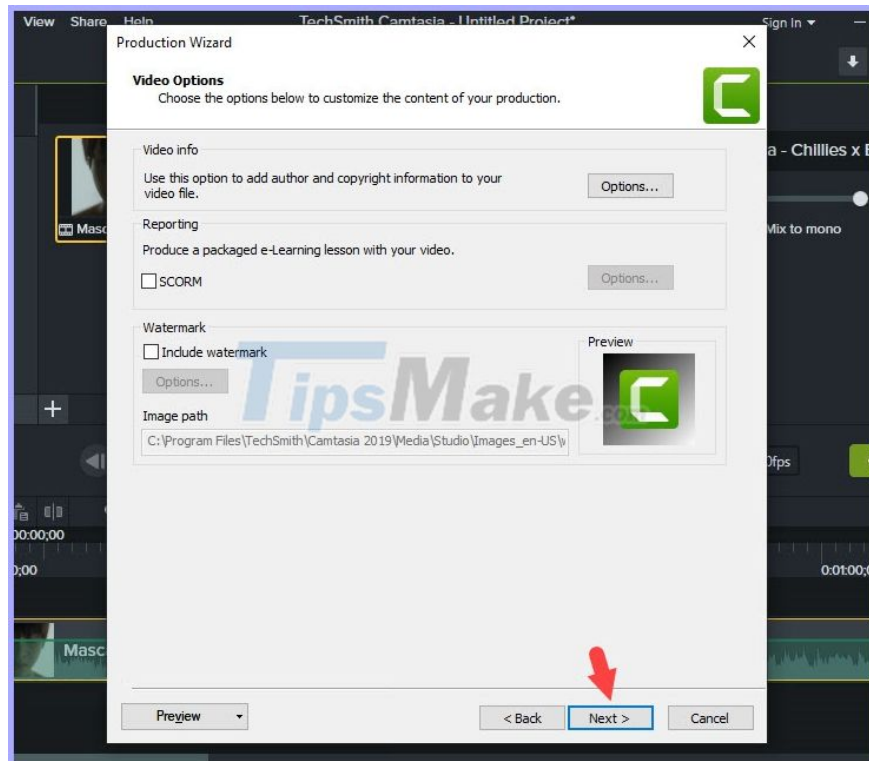 View Share Help TechSmith Camtasia - Untitled Project* Sign In
Production Wizard
Video Options
Choose the options below to customize the content of your production.
a - Chillles x
Video info
Use this option to add author and copyright information to your
video file.
Options...
Masc
Mix to mono
Reporting
Produce a packaged e-Learning lesson with your video.
SCORM
Options...
Watermark
Include watermark
Preview
Options...
TipsMake.com
Image path
C:\Program Files\TechSmith\Camtasia 2019\Media\Studio\Images_en-US\
0fps
00:00;00
0;00
0:01:00;
Masc
Preview
< Back
Next >
Cancel